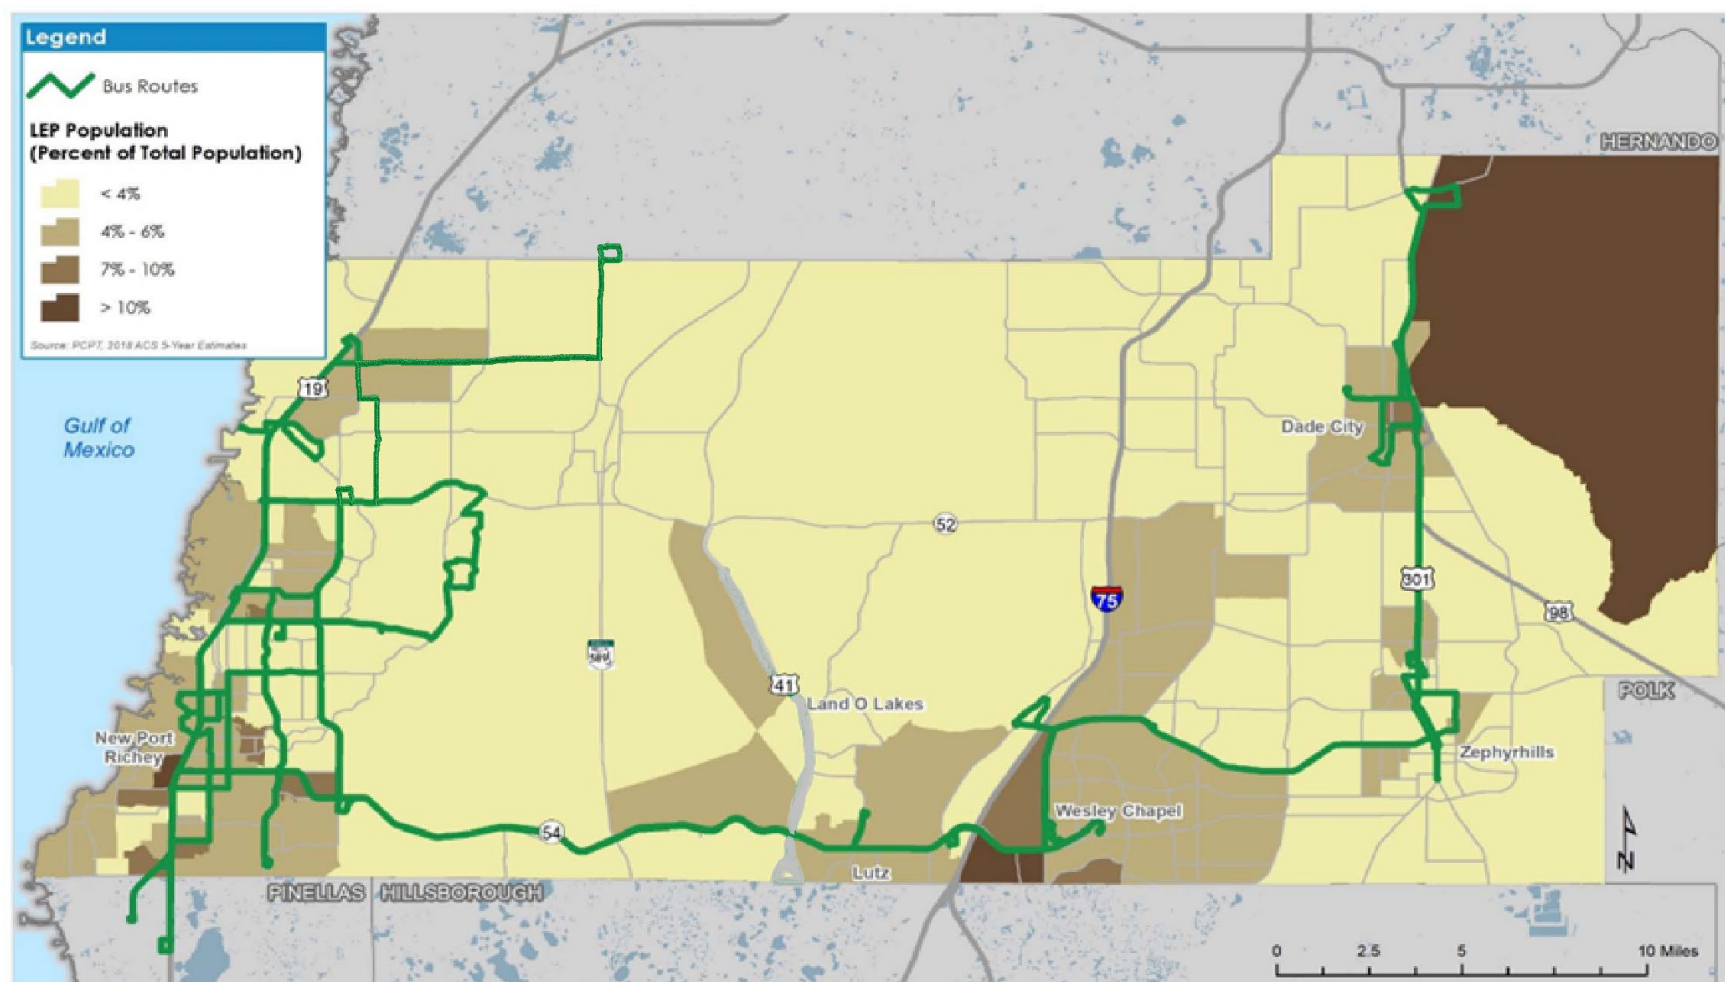 Legend
Bus Routes
LEP Population
(Percent of Total Population)
< 4%
4% - 6%
7% - 10%
> 10%
Source: PCPT, 2018 ACS 5-Year Estimates
HERNANDO
19
Gulf of
Mexico
Dade City
52
301
75
98
589
41
Land O Lakes
POLK
New Port
Richey
Zephyrhills
Wesley Chapel
54
Lutz
PINELLAS
HILLSBOROUGH
N
0 2.5 5 10 Miles